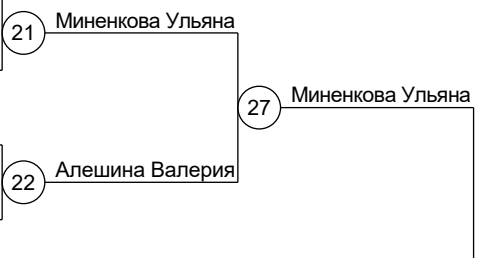 21 Миненкова Ульяна
27 Миненкова Ульяна
22 Алешина Валерия